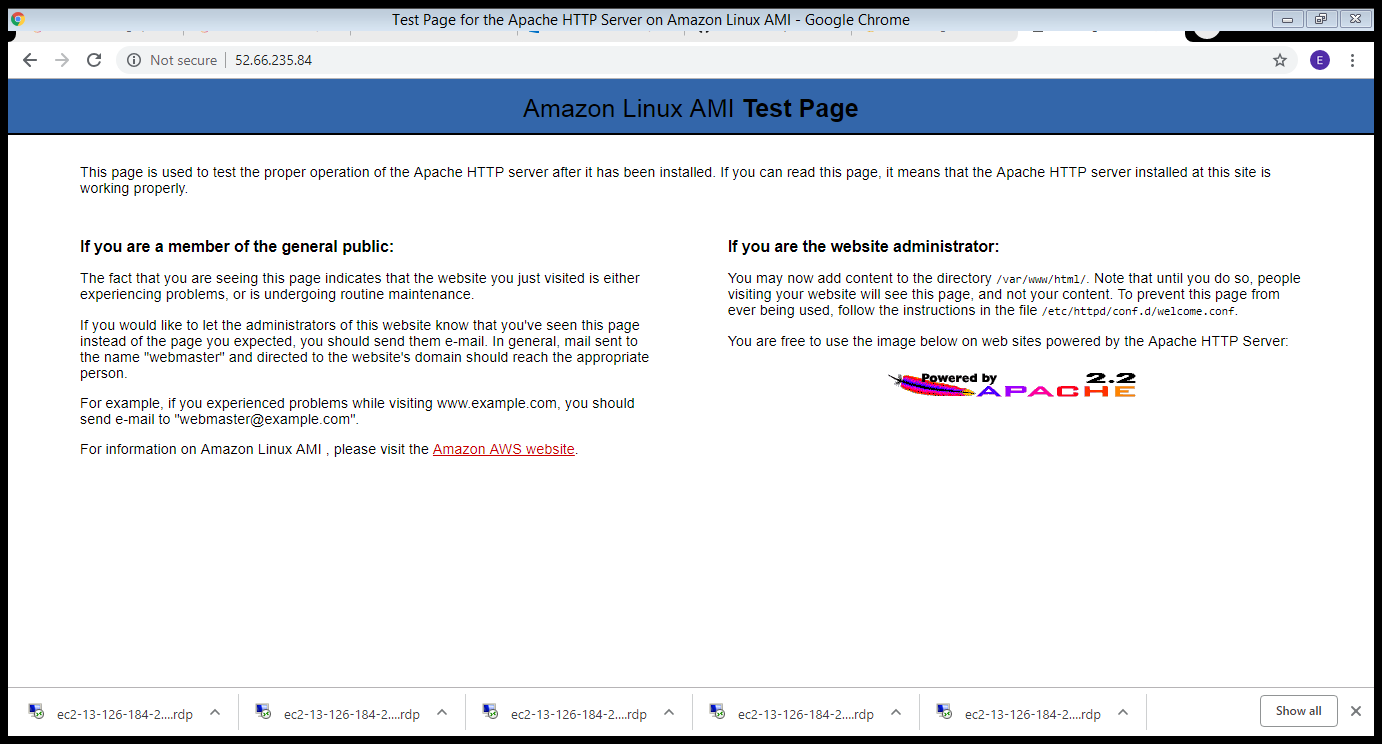 Test Page for the Apache HTTP Server on Amazon Linux AMI - Google Chrome
Not secure | 52.66.235.84
E
Amazon Linux AMI Test Page
This page is used to test the proper operation of the Apache HTTP server after it has been installed. If you can read this page, it means that the Apache HTTP server installed at this site is
working properly.
If you are a member of the general public:
The fact that you are seeing this page indicates that the website you just visited is either
experiencing problems, or is undergoing routine maintenance.
If you would like to let the administrators of this website know that you've seen this page
instead of the page you expected, you should send them e-mail. In general, mail sent to
the name "webmaster" and directed to the website's domain should reach the appropriate
person.
For example, if you experienced problems while visiting www.example.com, you should
send e-mail to "webmaster@example.com".
For information on Amazon Linux AMI , please visit the Amazon AWS website.
If you are the website administrator:
You may now add content to the directory /var/www/html/. Note that until you do so, people
visiting your website will see this page, and not your content. To prevent this page from
ever being used, follow the instructions in the file /etc/httpd/conf.d/welcome.conf.
You are free to use the image below on web sites powered by the Apache HTTP Server:
Powered by 2.2
APACHE
ec2-13-126-184-2....rdp ec2-13-126-184-2....rdp ec2-13-126-184-2....rdp ec2-13-126-184-2....rdp ec2-13-126-184-2....rdp Show all